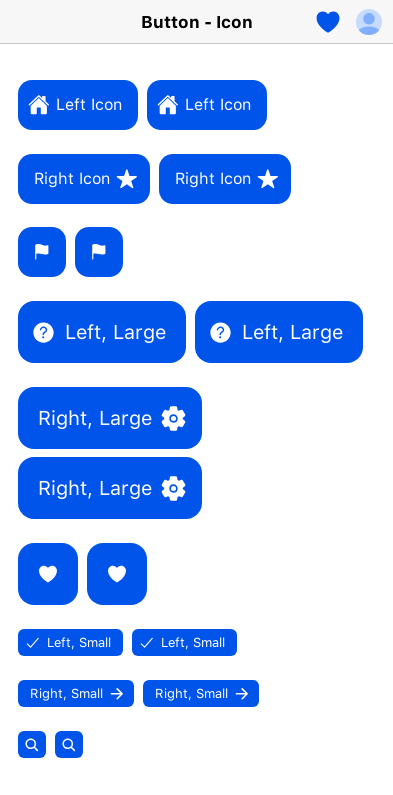 Button - Icon
Left Icon Left Icon
Right Icon Right Icon
Left, Large Left, Large
Right, Large
Right, Large
Left, Small Left, Small
Right, Small Right, Small